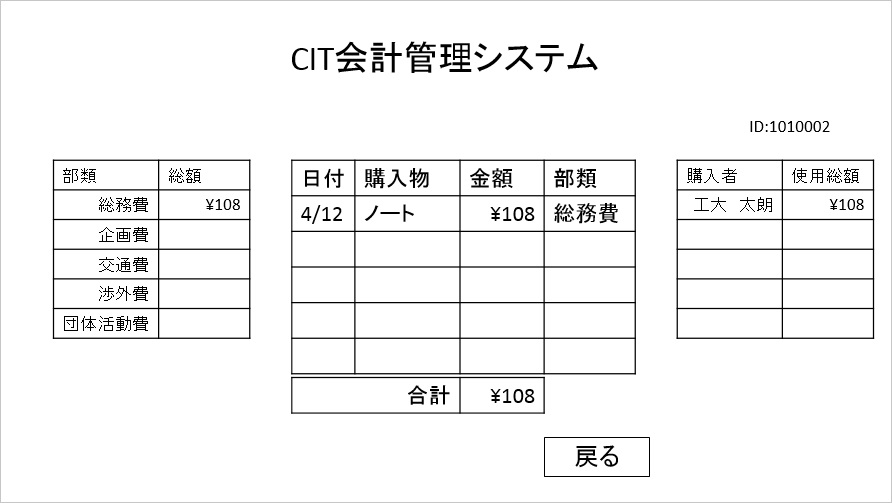 CIT会計管理システム
ID:1010002
部類 総額
総務費 ¥108
企画費
交通費
渉外費
団体活動費
日付 購入物 金額 部類
4/12 ノート ¥108 総務費
合計 ¥108
購入者 使用総額
工大　太朗 ¥108
戻る